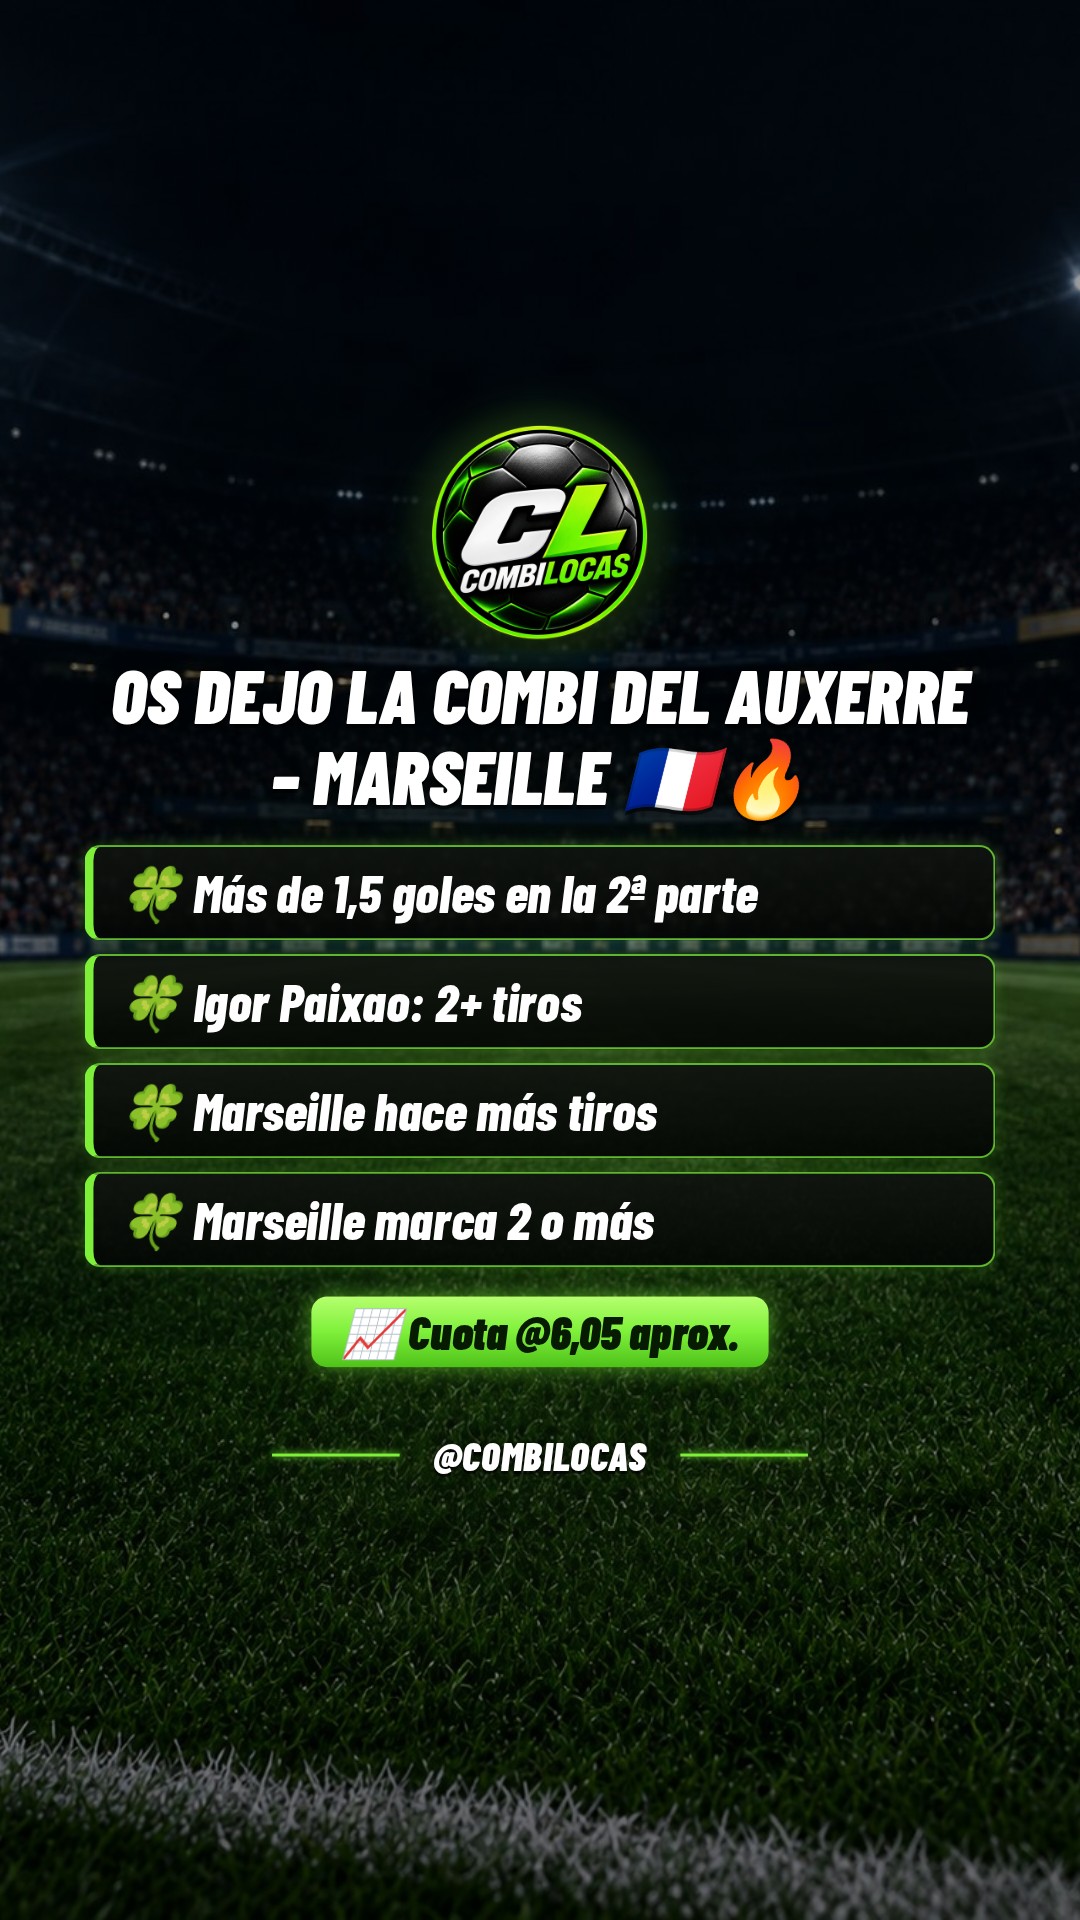 CL
COMBILOCAS
OS DEJO LA COMBI DEL AUXERRE
- MARSEILLE 🇫🇷🔥
🍀 Más de 1,5 goles en la 2ª parte
🍀 Igor Paixao: 2+ tiros
🍀 Marseille hace más tiros
🍀 Marseille marca 2 o más
📈 Cuota @6,05 aprox.
@COMBILOCAS